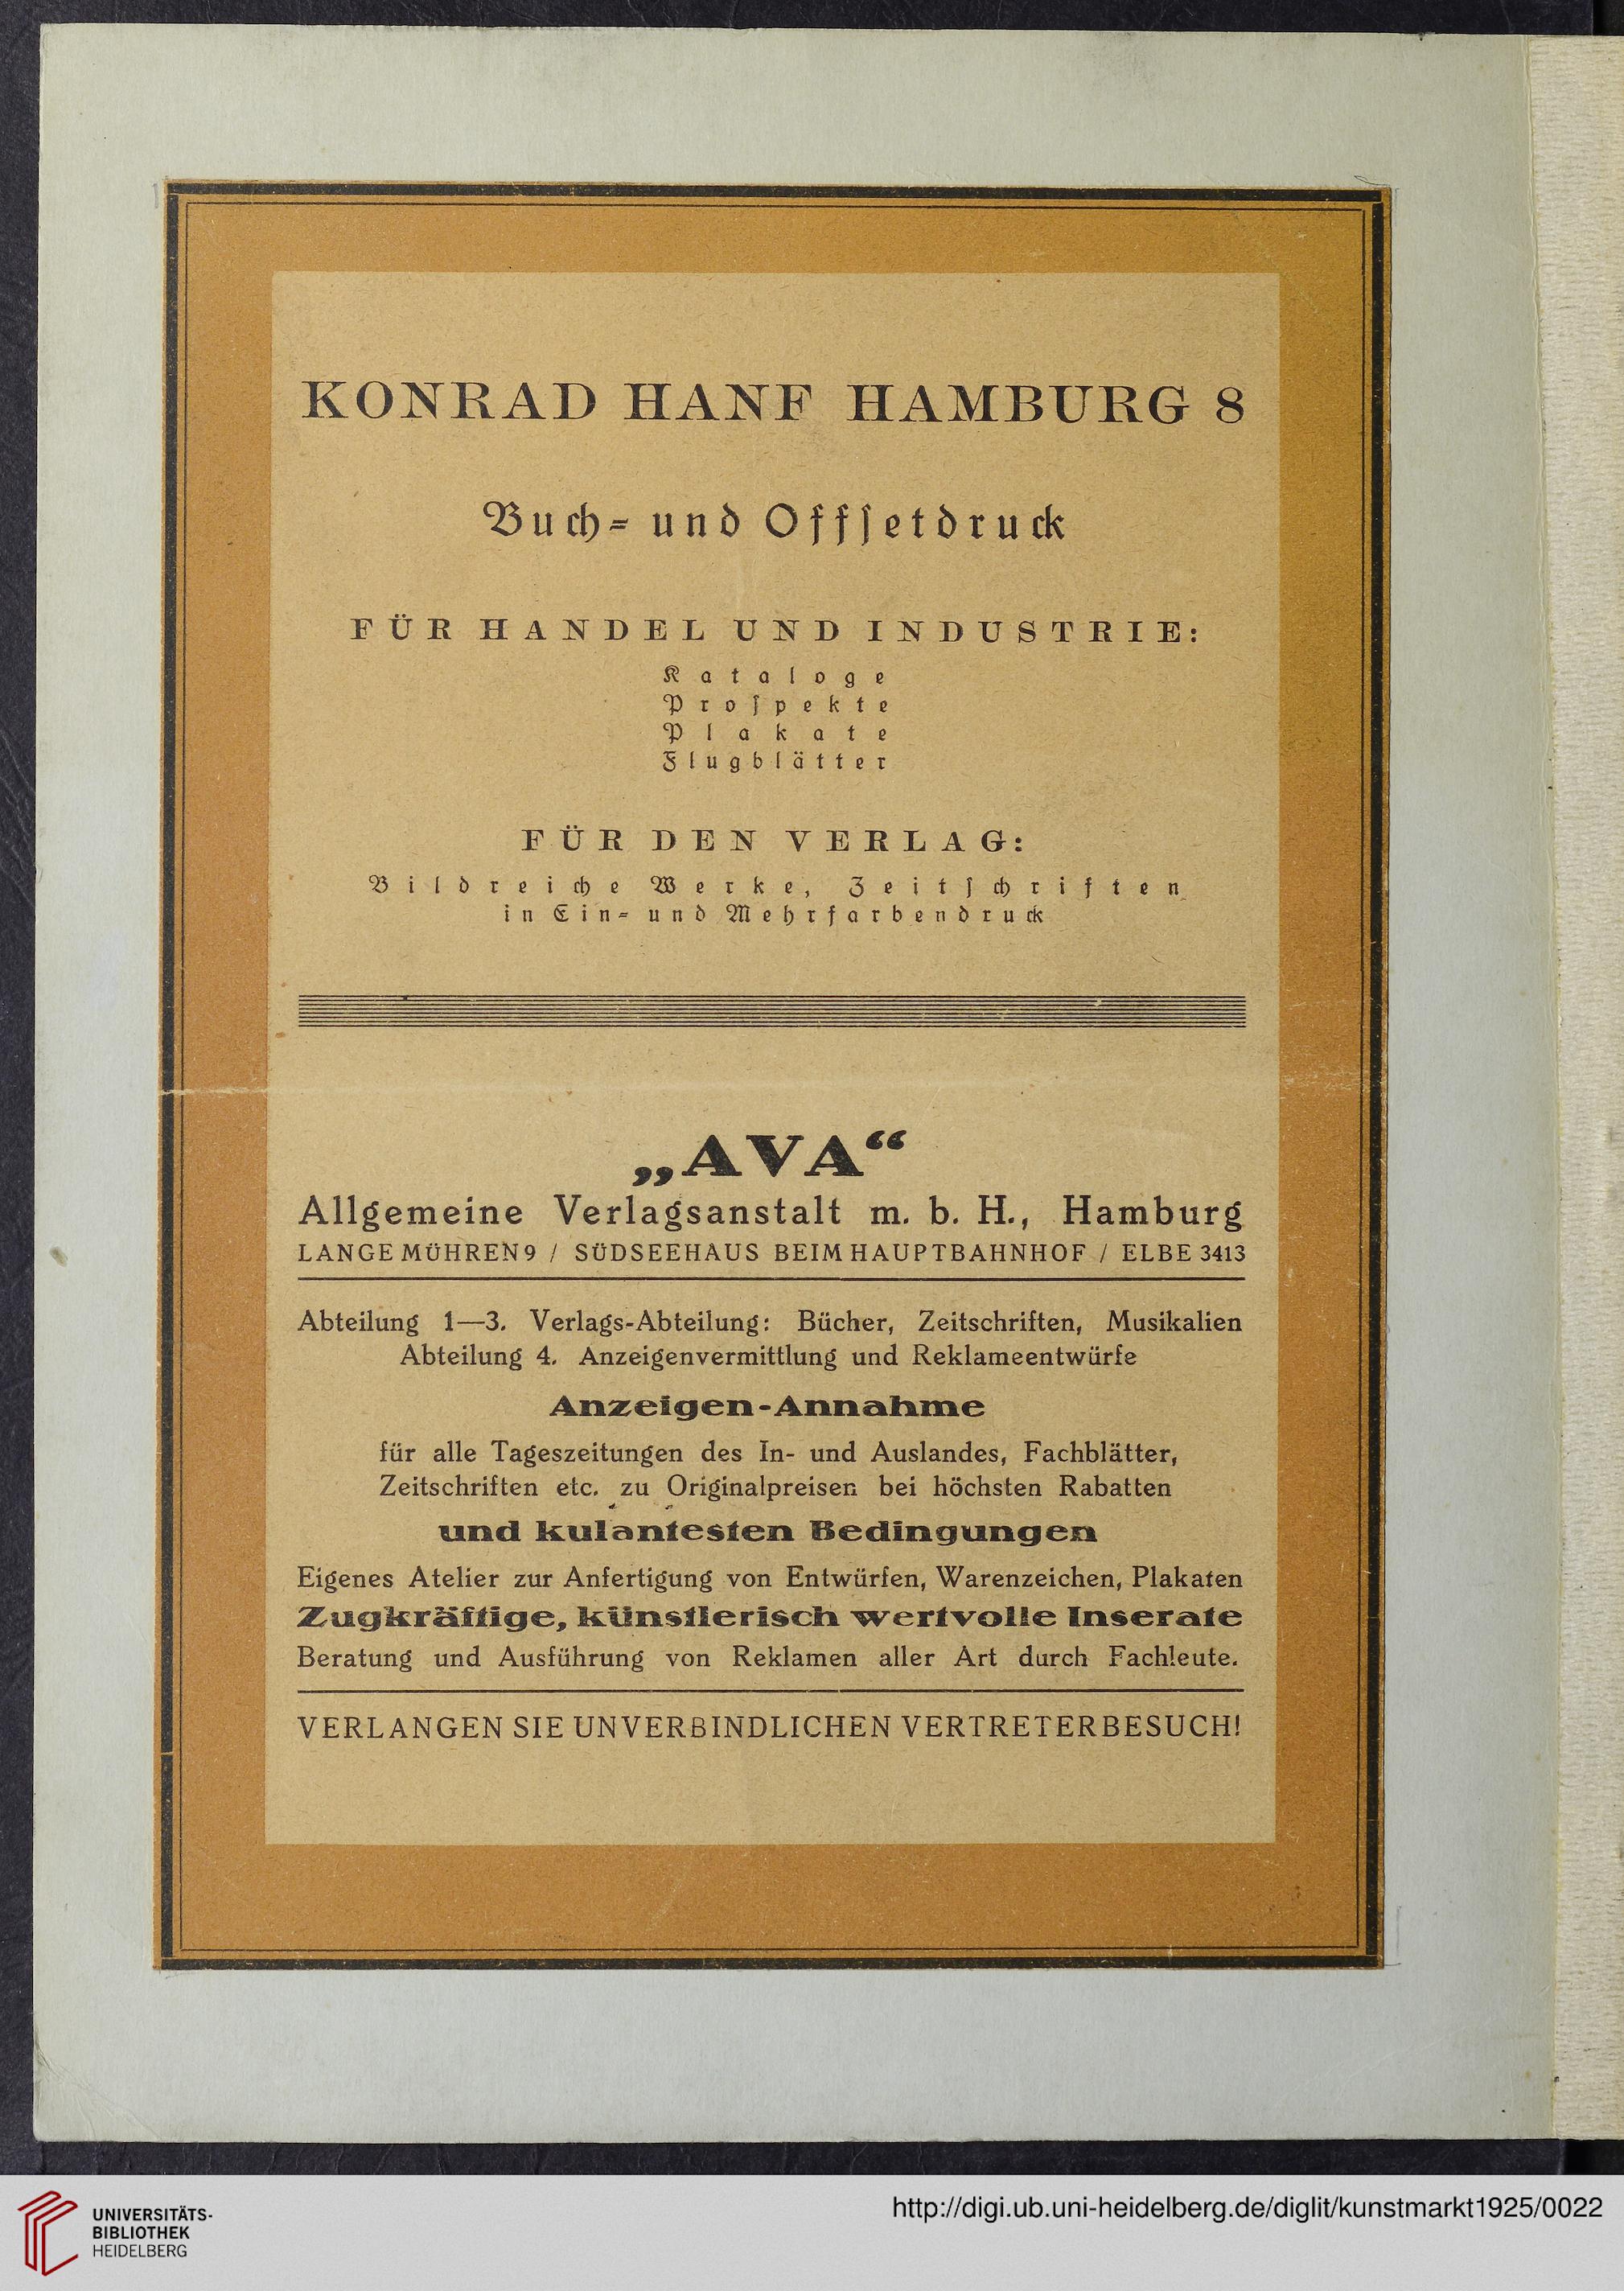 KONRAD HANF HAMBURG 8
Buch- und Offſetdruck
FÜR HANDEL UND INDUSTRIE:
Kataloge
Proſpekte
Plakate
Flugblätter
FÜR DEN VERLAG:
Bildreiche Werke, Zeitſchriften
in Ein- und Mehrfarbendruck
„AVA“
Allgemeine Verlagsanstalt m. b. H., Hamburg
LANGE MÜHREN 9 / SÜDSEEHAUS BEIM HAUPTBAHNHOF / ELBE 3413
Abteilung 1—3. Verlags-Abteilung: Bücher, Zeitschriften, Musikalien
Abteilung 4. Anzeigenvermittlung und Reklameentwürfe
Anzeigen-Annahme
für alle Tageszeitungen des In- und Auslandes, Fachblätter,
Zeitschriften etc. zu Originalpreisen bei höchsten Rabatten
und kulantesten Bedingungen
Eigenes Atelier zur Anfertigung von Entwürfen, Warenzeichen, Plakaten
Zugkräftige, künstlerisch wertvolle Inserate
Beratung und Ausführung von Reklamen aller Art durch Fachleute.
VERLANGEN SIE UNVERBINDLICHEN VERTRETERBESUCH!
UNIVERSITÄTS-
BIBLIOTHEK
HEIDELBERG
http://digi.ub.uni-heidelberg.de/diglit/kunstmarkt1925/0022